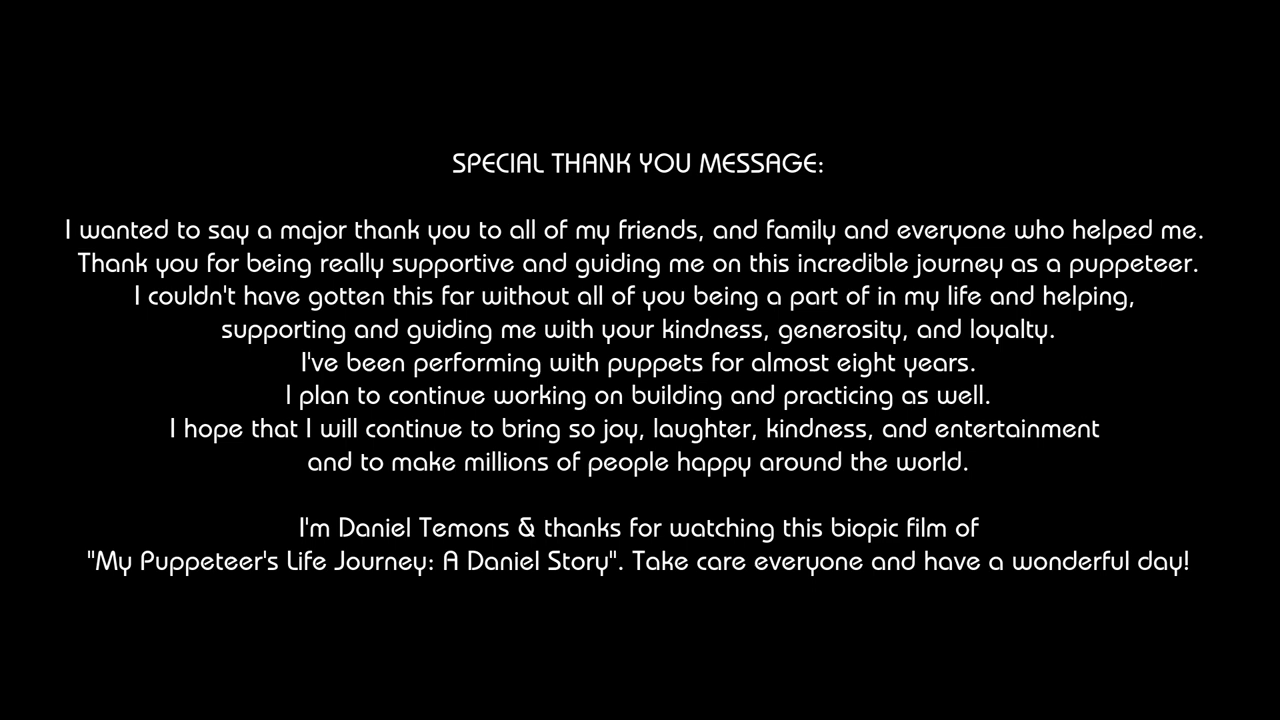 SPECIAL THANK YOU MESSAGE:
I wanted to say a major thank you to all of my friends, and family and everyone who helped me.
Thank you for being really supportive and guiding me on this incredible journey as a puppeteer.
I couldn't have gotten this far without all of you being a part of in my life and helping,
supporting and guiding me with your kindness, generosity, and loyalty.
I've been performing with puppets for almost eight years.
I plan to continue working on building and practicing as well.
I hope that I will continue to bring so joy, laughter, kindness, and entertainment
and to make millions of people happy around the world.
I'm Daniel Temons & thanks for watching this biopic film of
"My Puppeteer's Life Journey: A Daniel Story". Take care everyone and have a wonderful day!